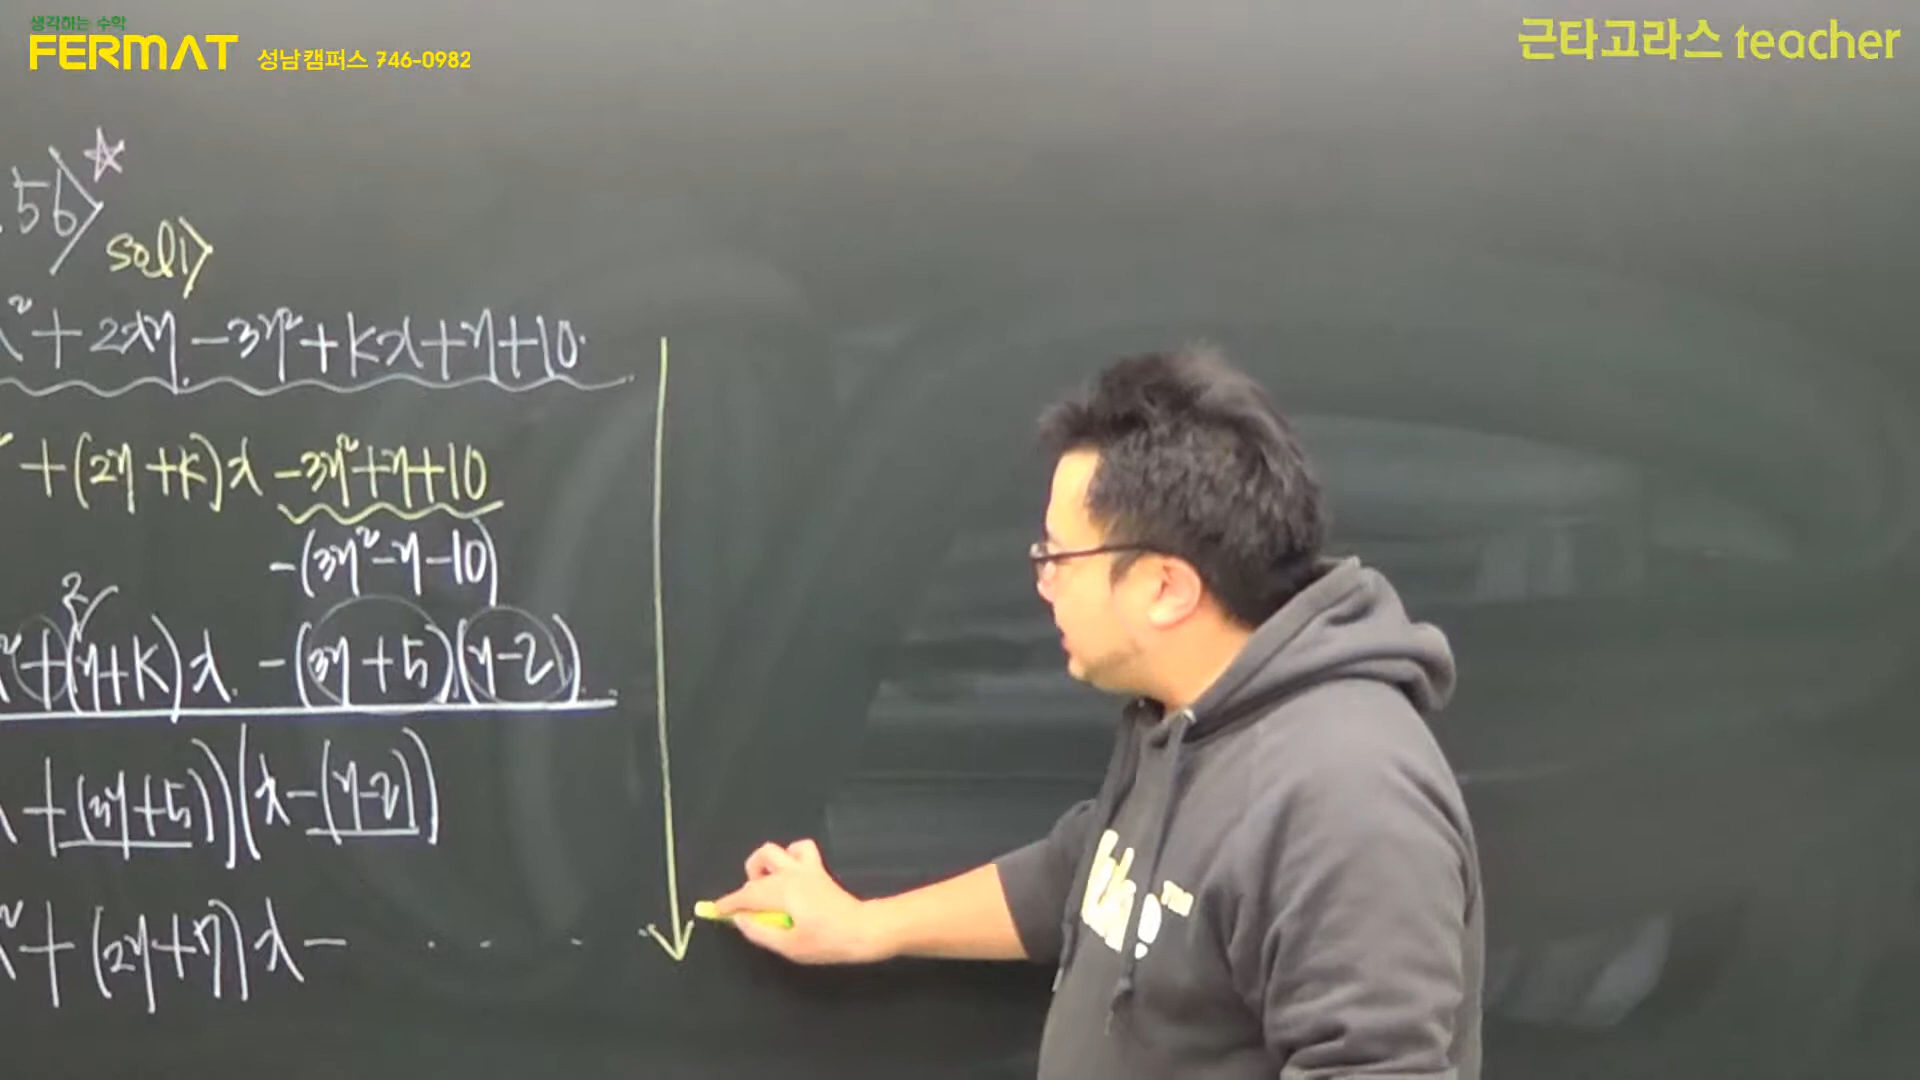 생각하는 수학
FERMAT 성남캠퍼스 746-0982
근타고라스 teacher
.56> ☆
sol1>
x²+2xy-3y²+kx+y+10
² +(2y+k)x -3y²+y+10
-(3y²-y-10)
2
x²+(y+k)x -(3y+5)(y-2)
+(3y+5))(x-(y-2))
x²+(2y+7)x- . . . .